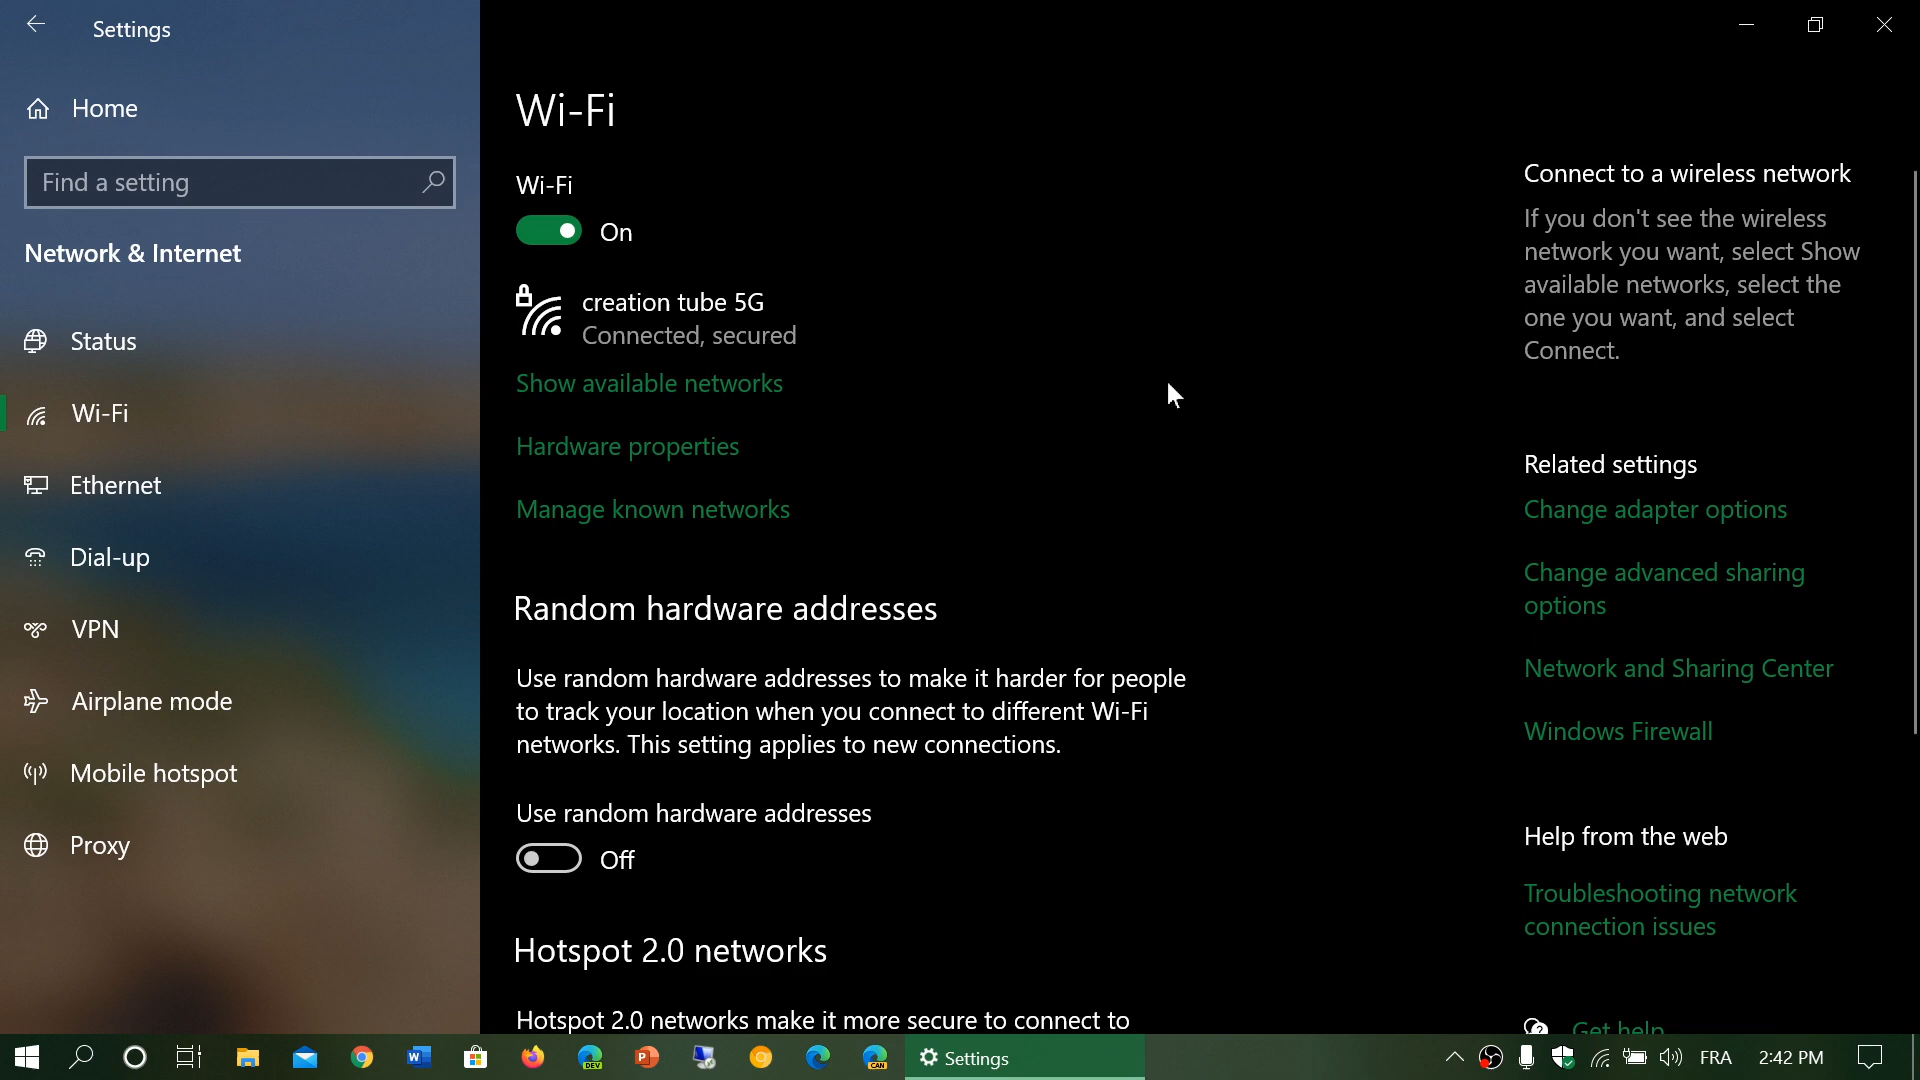 Settings
Home
Find a setting
Network & Internet
Status
Wi-Fi
Ethernet
Dial-up
VPN
Airplane mode
Mobile hotspot
Proxy
Wi-Fi
Wi-Fi
On
creation tube 5G
Connected, secured
Show available networks
Hardware properties
Manage known networks
Random hardware addresses
Use random hardware addresses to make it harder for people
to track your location when you connect to different Wi-Fi
networks. This setting applies to new connections.
Use random hardware addresses
Off
Hotspot 2.0 networks
Hotspot 2.0 networks make it more secure to connect to
Connect to a wireless network
If you don't see the wireless
network you want, select Show
available networks, select the
one you want, and select
Connect.
Related settings
Change adapter options
Change advanced sharing
options
Network and Sharing Center
Windows Firewall
Help from the web
Troubleshooting network
connection issues
Get help
DEV
CAN
Settings
FRA
2:42 PM